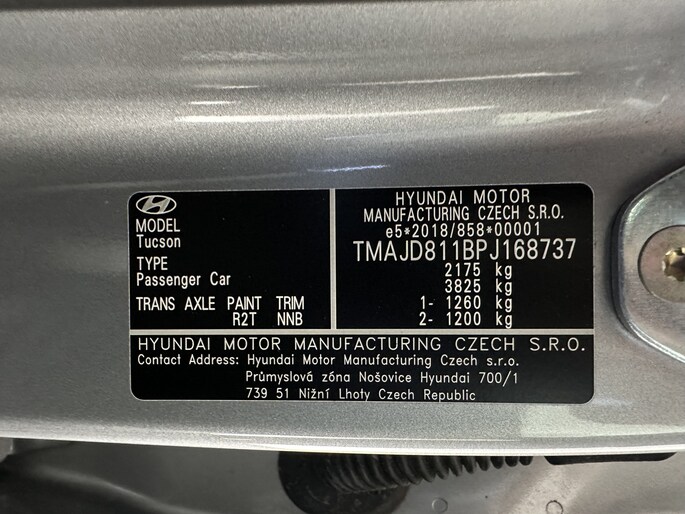 MODEL
Tucson
TYPE
Passenger Car
TRANS AXLE PAINT TRIM
R2T NNB
HYUNDAI MOTOR
MANUFACTURING CZECH S.R.O.
e5*2018/858*00001
TMAJD811BPJ168737
2175 kg
3825 kg
1- 1260 kg
2- 1200 kg
HYUNDAI MOTOR MANUFACTURING CZECH S.R.O.
Contact Address: Hyundai Motor Manufacturing Czech s.r.o.
Průmyslová zóna Nošovice Hyundai 700/1
739 51 Nižní Lhoty Czech Republic